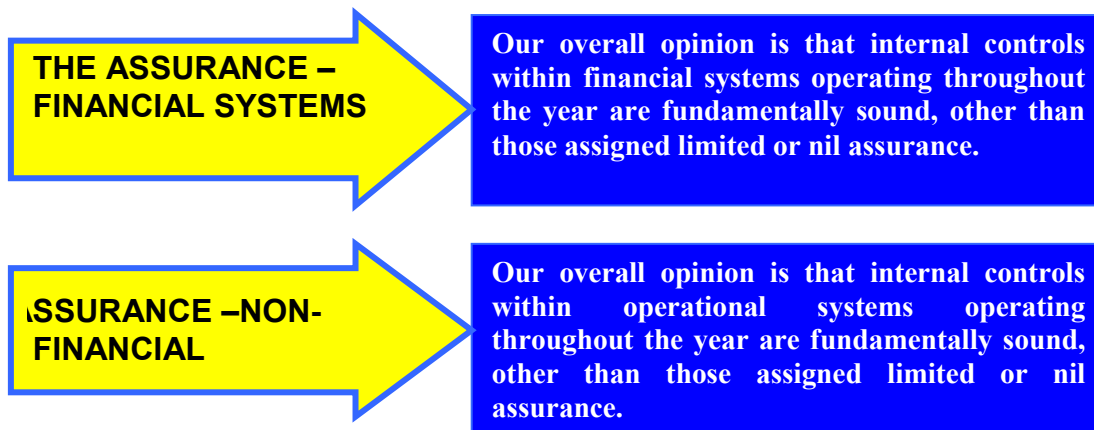 THE ASSURANCE –
FINANCIAL SYSTEMS
Our overall opinion is that internal controls
within financial systems operating throughout
the year are fundamentally sound, other than
those assigned limited or nil assurance.
ASSURANCE –NON-
FINANCIAL
Our overall opinion is that internal controls
within operational systems operating
throughout the year are fundamentally sound,
other than those assigned limited or nil
assurance.